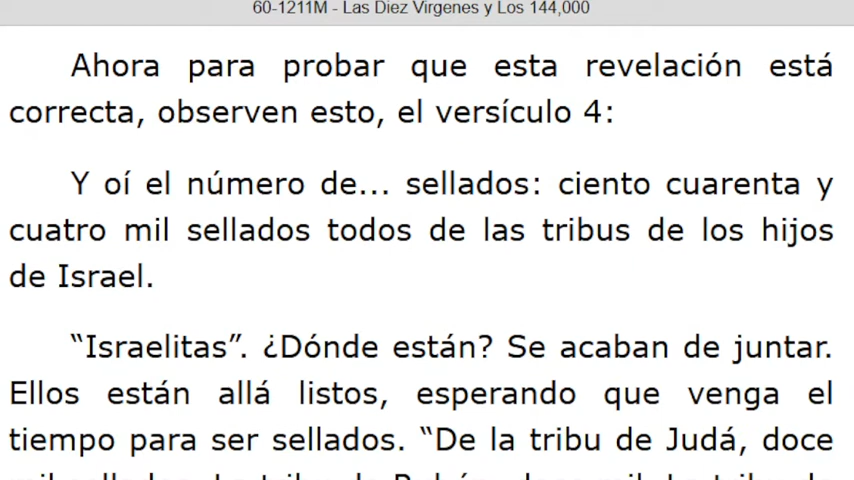 60-1211M - Las Diez Virgenes y Los 144,000
Ahora para probar que esta revelación está
correcta, observen esto, el versículo 4:
Y oí el número de... sellados: ciento cuarenta y
cuatro mil sellados todos de las tribus de los hijos
de Israel.
“Israelitas”. ¿Dónde están? Se acaban de juntar.
Ellos están allá listos, esperando que venga el
tiempo para ser sellados. “De la tribu de Judá, doce